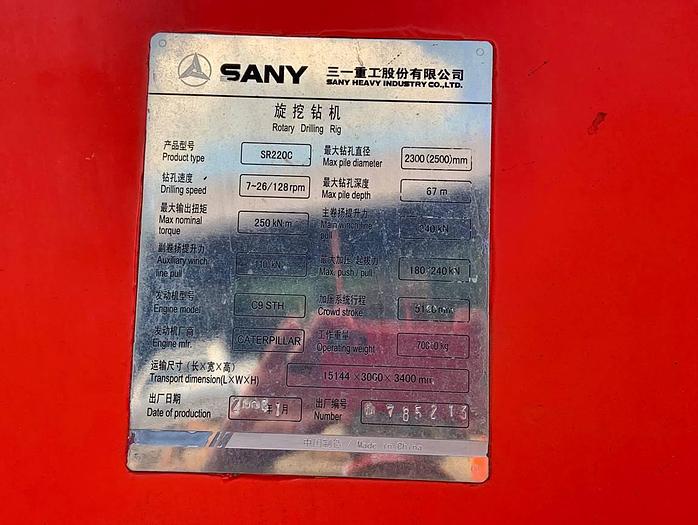 SANY 三一重工股份有限公司
SANY HEAVY INDUSTRY CO.,LTD.
旋挖钻机
Rotary Drilling Rig
产品型号
Product type
SR220C
最大钻孔直径
Max pile diameter
2300(2500)mm
钻孔速度
Drilling speed
7~26/128rpm
最大钻孔深度
Max pile depth
67 m
最大输出扭矩
Max nominal
torque
250 kN·m
主卷扬提升力
Main winch line
pull
240kN
副卷扬提升力
Auxiliary winch
line pull
110 kN
最大加压/起拔力
Max. push / pull
180/240 kN
发动机型号
Engine model
C9 STH
加压系统行程
Crowd stroke
发动机厂商
Engine mfr.
CATERPILLAR
工作重量
Operating weight
kg
运输尺寸(长×宽×高)
Transport dimension(L×W×H)
15144 ×3000× 3400 mm
出厂日期
Date of production
年 月
出厂编号
Number
中国制造 / Made in China